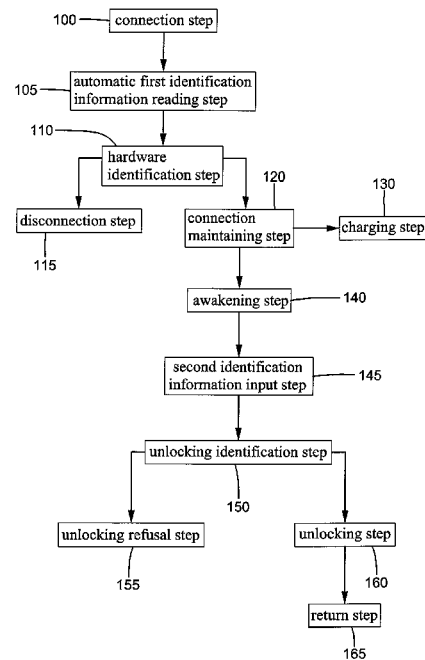 100
connection step
105
automatic first identification
information reading step
110
hardware
identification step
disconnection step
115
120
connection
maintaining step
130
charging step
awakening step
140
second identification
information input step
145
unlocking identification step
150
unlocking refusal step
155
unlocking step
160
return step
165